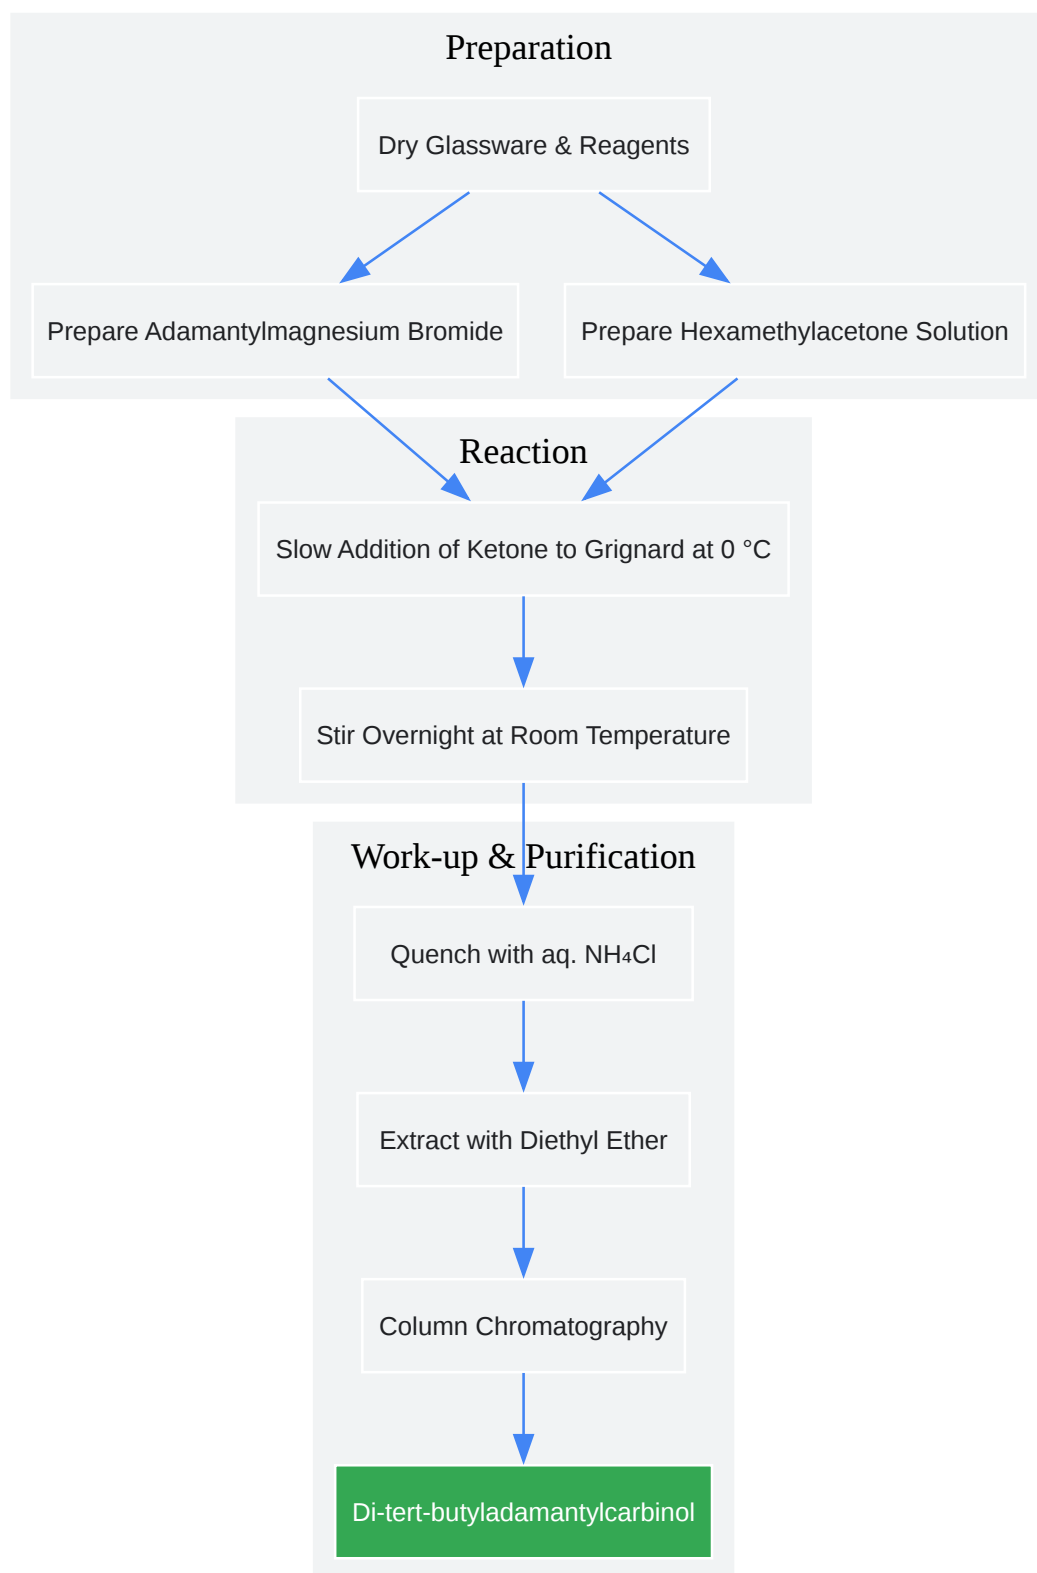 Preparation
Dry Glassware & Reagents
Prepare Adamantylmagnesium Bromide
Prepare Hexamethylacetone Solution
Reaction
Slow Addition of Ketone to Grignard at 0 °C
Stir Overnight at Room Temperature
Work-up & Purification
Quench with aq. NH₄Cl
Extract with Diethyl Ether
Column Chromatography
Di-tert-butyladamantylcarbinol